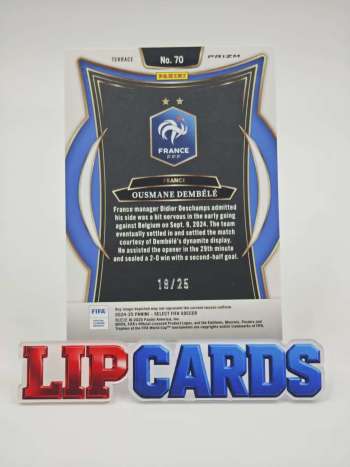 TERRACE
No. 70
PRIZM
PANINI
FRANCE
FFF
FRANCE
OUSMANE DEMBÉLÉ
France manager Didier Deschamps admitted
his side was a bit nervous in the early going
against Belgium on Sept. 9, 2024. The team
eventually settled in and settled the match
courtesy of Dembélé's dynamite display.
He assisted the opener in the 29th minute
and sealed a 2-0 win with a second-half goal.
19/25
FIFA
2024-25 PANINI - SELECT FIFA SOCCER
LIP CARDS